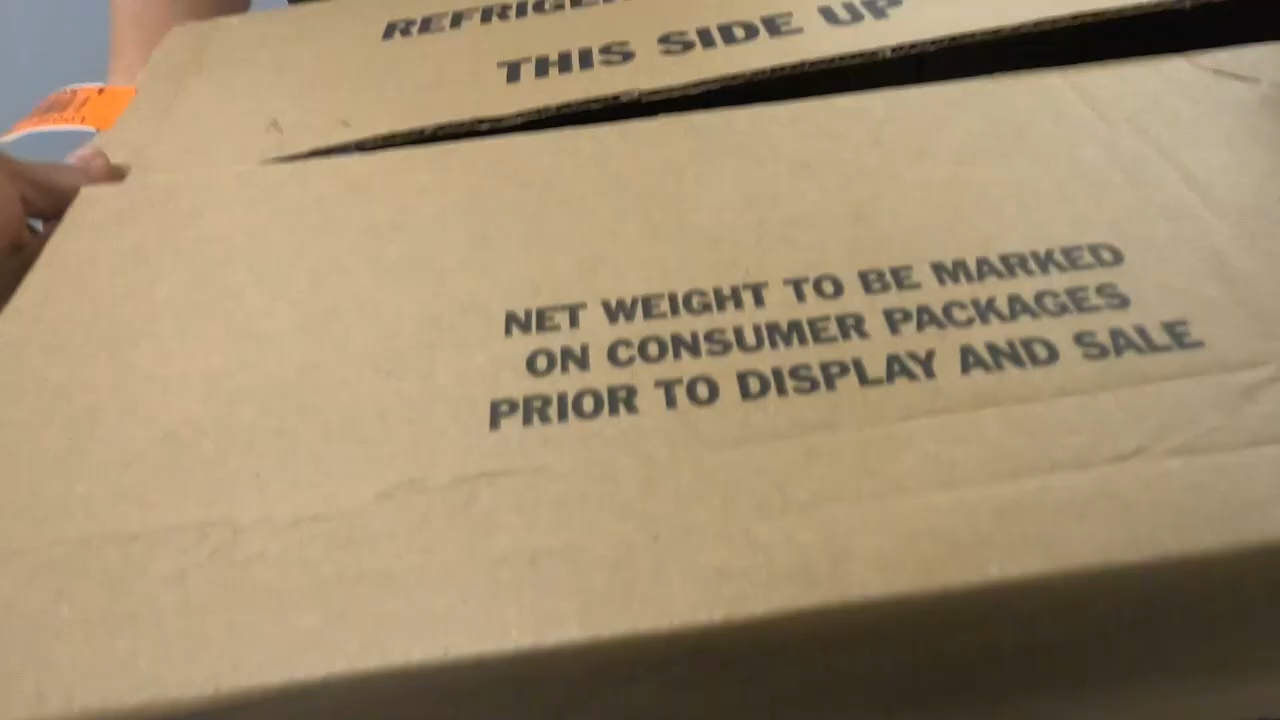 THIS SIDE UP
NET WEIGHT TO BE MARKED
ON CONSUMER PACKAGES
PRIOR TO DISPLAY AND SALE